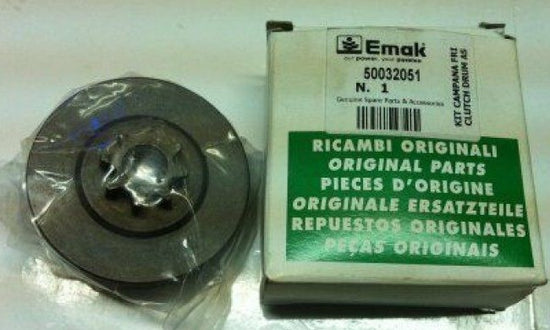 Emak
our power, your passion
50032051
N. 1
Genuine Spare Parts & Accessories
KIT CAMPANA FRI
CLUTCH DRUM AS
RICAMBI ORIGINALI
ORIGINAL PARTS
PIECES D'ORIGINE
ORIGINALE ERSATZTEILE
REPUESTOS ORIGINALES
PEÇAS ORIGINAIS